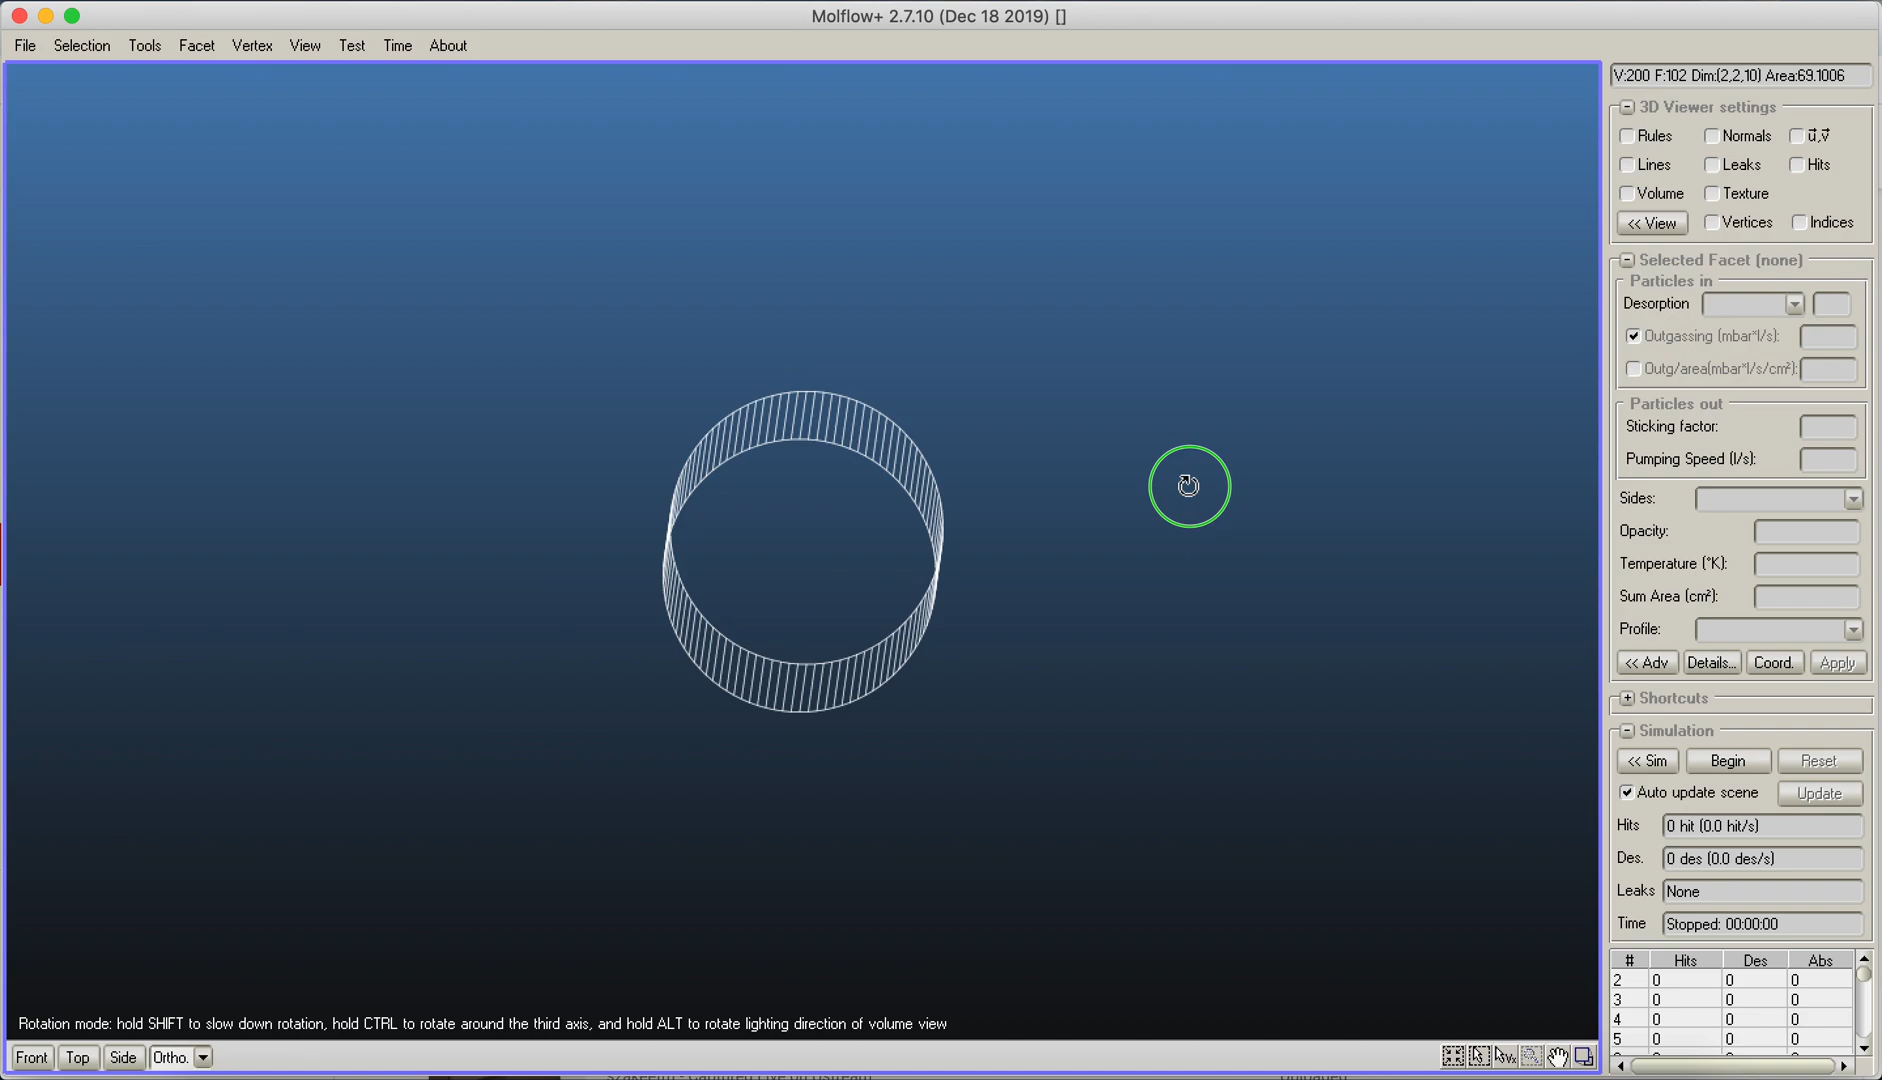 Molflow+ 2.7.10 (Dec 18 2019) []
File Selection Tools Facet Vertex View Test Time About
V:200 F:102 Dim:(2,2,10) Area:69.1006
3D Viewer settings
Rules Normals u,v
Lines Leaks Hits
Volume Texture
<< View Vertices Indices
Selected Facet (none)
Particles in
Desorption
Outgassing (mbar*l/s):
Outg/area(mbar*l/s/cm²):
Particles out
Sticking factor:
Pumping Speed (l/s):
Sides:
Opacity:
Temperature (°K):
Sum Area (cm²):
Profile:
<< Adv Details... Coord. Apply
Shortcuts
Simulation
<< Sim Begin Reset
Auto update scene Update
Hits 0 hit (0.0 hit/s)
Des. 0 des (0.0 des/s)
Leaks None
Time Stopped: 00:00:00
# Hits Des Abs
2 0 0 0
3 0 0 0
4 0 0 0
5 0 0 0
Rotation mode: hold SHIFT to slow down rotation, hold CTRL to rotate around the third axis, and hold ALT to rotate lighting direction of volume view
Front Top Side Ortho. Vx